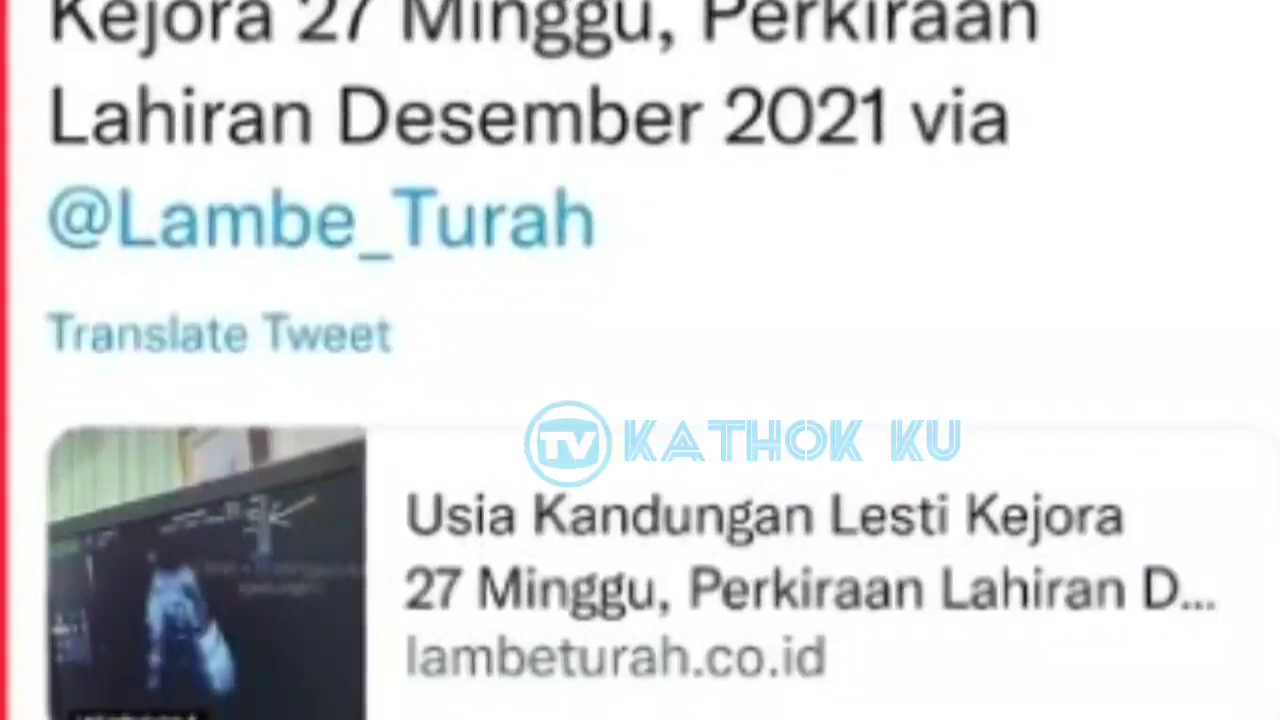 Kejora 27 Minggu, Perkiraan
Lahiran Desember 2021 via
@Lambe_Turah
Translate Tweet
TV KATHOK KU
Usia Kandungan Lesti Kejora
27 Minggu, Perkiraan Lahiran D...
lambeturah.co.id